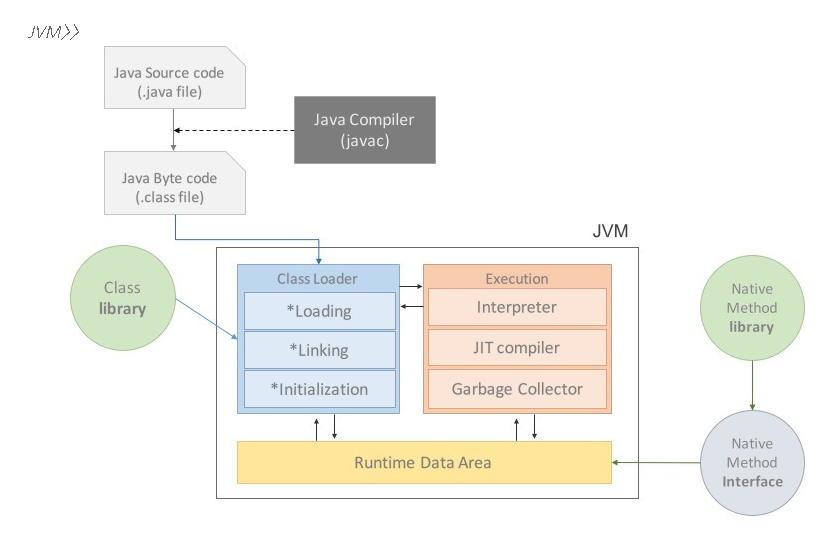 JVM>>
Java Source code
(.java file)
Java Compiler
(javac)
Java Byte code
(.class file)
JVM
Class
library
Class Loader
*Loading
*Linking
*Initialization
Execution
Interpreter
JIT compiler
Garbage Collector
Native
Method
library
Runtime Data Area
Native
Method
Interface